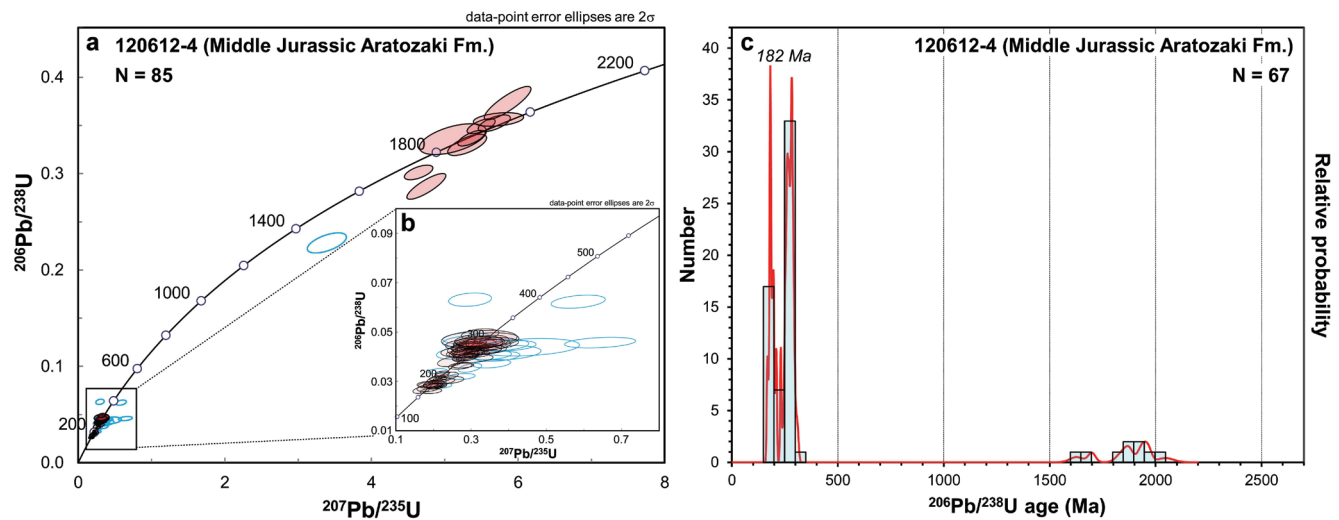 data-point error ellipses are 2σ
a
120612-4 (Middle Jurassic Aratozaki Fm.)
N = 85
2200
1800
1400
1000
600
200
0.4
0.3
0.2
0.1
0.0
0
2
4
6
8
206Pb/238U
207Pb/235U
data-point error ellipses are 2σ
b
500
400
300
200
100
0.09
0.07
0.05
0.03
0.01
0.1
0.3
0.5
0.7
206Pb/238U
207Pb/235U
c
120612-4 (Middle Jurassic Aratozaki Fm.)
182 Ma
N = 67
40
35
30
25
20
15
10
5
0
0
500
1000
1500
2000
2500
Number
Relative probability
206Pb/238U age (Ma)